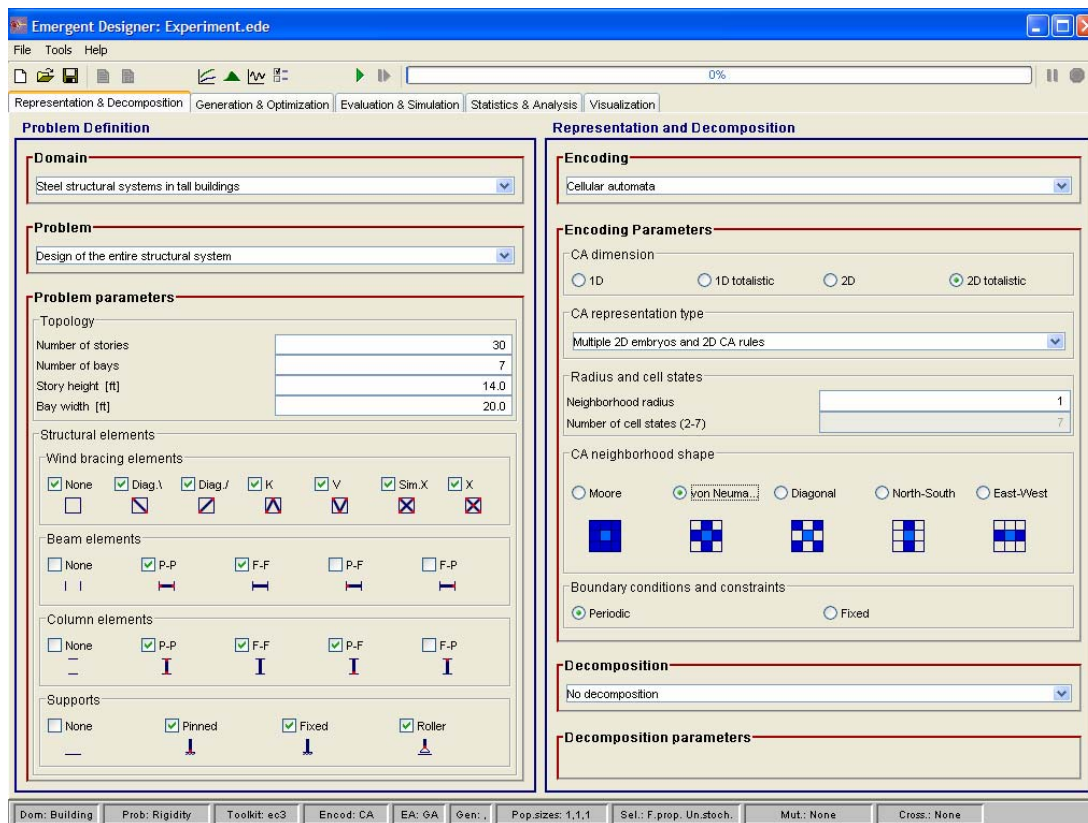 Emergent Designer: Experiment.ede
File Tools Help
0%
Representation & Decomposition Generation & Optimization Evaluation & Simulation Statistics & Analysis Visualization
Problem Definition
Domain
Steel structural systems in tall buildings
Problem
Design of the entire structural system
Problem parameters
Topology
Number of stories 30
Number of bays 7
Story height [ft] 14.0
Bay width [ft] 20.0
Structural elements
Wind bracing elements
None Diag.\ Diag./ K V Sim.X X
Beam elements
None P-P F-F P-F F-P
Column elements
None P-P F-F P-F F-P
Supports
None Pinned Fixed Roller
Representation and Decomposition
Encoding
Cellular automata
Encoding Parameters
CA dimension
1D 1D totalistic 2D 2D totalistic
CA representation type
Multiple 2D embryos and 2D CA rules
Radius and cell states
Neighborhood radius 1
Number of cell states (2-7) 7
CA neighborhood shape
Moore von Neuma... Diagonal North-South East-West
Boundary conditions and constraints
Periodic Fixed
Decomposition
No decomposition
Decomposition parameters
Dom: Building Prob: Rigidity Toolkit: ec3 Encod: CA EA: GA Gen: , Pop.sizes: 1,1,1 Sel.: F.prop. Un.stoch. Mut.: None Cross.: None